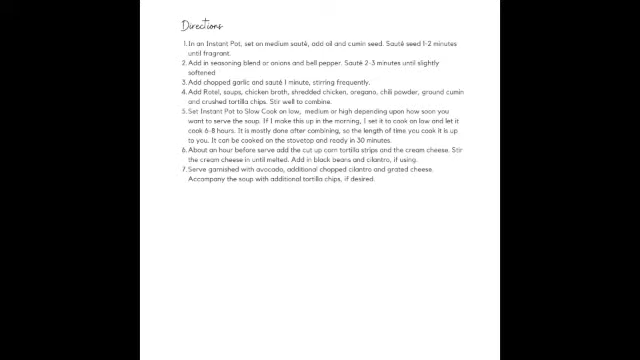 Directions
1. In an Instant Pot, set on medium sauté, add oil and cumin seed. Sauté seed 1-2 minutes
until fragrant.
2. Add in seasoning blend or onions and bell pepper. Sauté 2-3 minutes until slightly
softened
3. Add chopped garlic and sauté 1 minute, stirring frequently.
4. Add Rotel, soups, chicken broth, shredded chicken, oregano, chili powder, ground cumin
and crushed tortilla chips. Stir well to combine.
5. Set Instant Pot to Slow Cook on low, medium or high depending upon how soon you
want to serve the soup. If I make this up in the morning, I set it to cook on low and let it
cook 6-8 hours. It is mostly done after combining, so the length of time you cook it is up
to you. It can be cooked on the stovetop and ready in 30 minutes.
6. About an hour before serve add the cut up corn tortilla strips and the cream cheese. Stir
the cream cheese in until melted. Add in black beans and cilantro, if using.
7. Serve garnished with avocado, additional chopped cilantro and grated cheese.
Accompany the soup with additional tortilla chips, if desired.